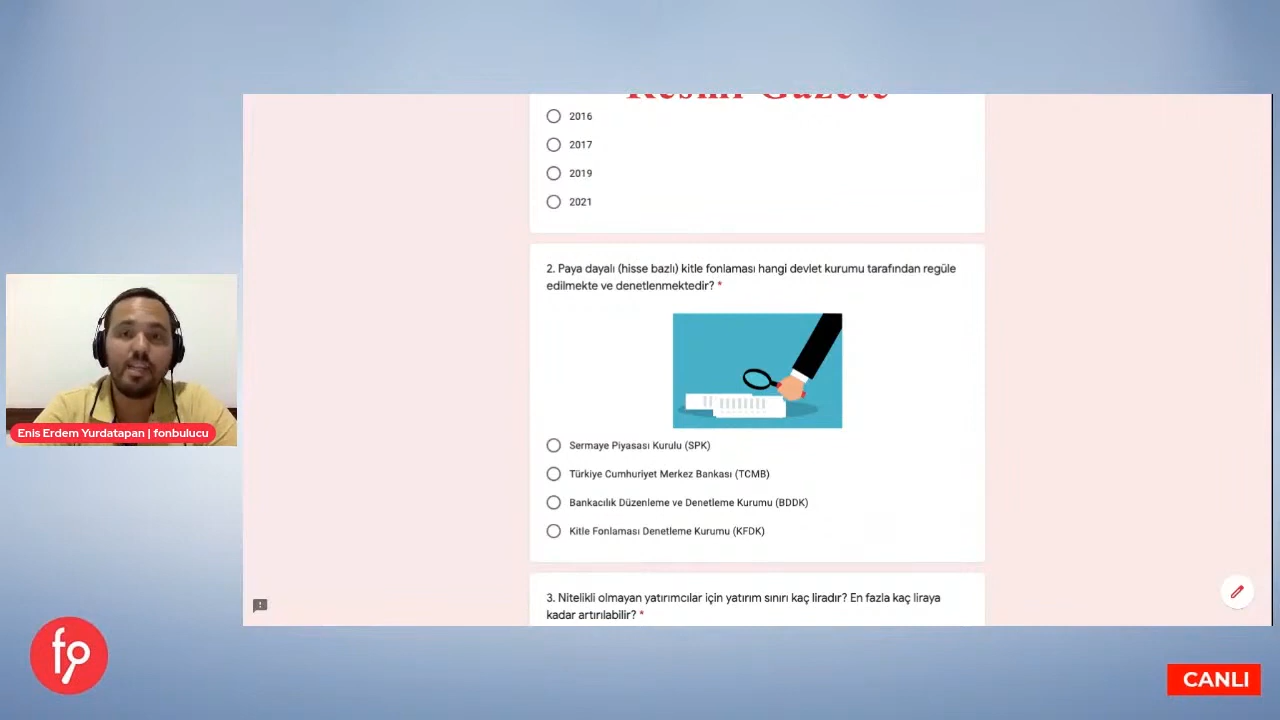 Resmî Gazete
2016
2017
2019
2021
2. Paya dayalı (hisse bazlı) kitle fonlaması hangi devlet kurumu tarafından regüle
edilmekte ve denetlenmektedir? *
Sermaye Piyasası Kurulu (SPK)
Türkiye Cumhuriyet Merkez Bankası (TCMB)
Bankacılık Düzenleme ve Denetleme Kurumu (BDDK)
Kitle Fonlaması Denetleme Kurumu (KFDK)
3. Nitelikli olmayan yatırımcılar için yatırım sınırı kaç liradır? En fazla kaç liraya
kadar artırılabilir? *
Enis Erdem Yurdatapan | fonbulucu
fp
CANLI